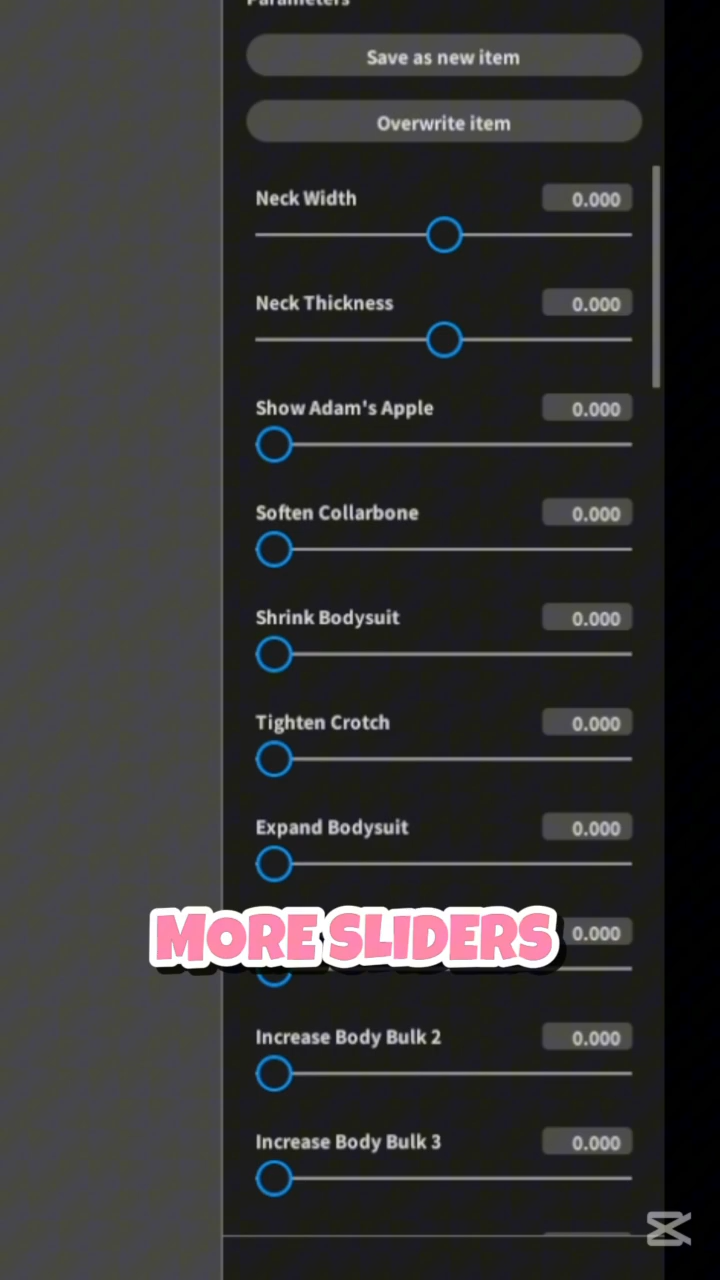 Parameters
Save as new item
Overwrite item
Neck Width 0.000
Neck Thickness 0.000
Show Adam's Apple 0.000
Soften Collarbone 0.000
Shrink Bodysuit 0.000
Tighten Crotch 0.000
Expand Bodysuit 0.000
MORE SLIDERS 0.000
Increase Body Bulk 2 0.000
Increase Body Bulk 3 0.000